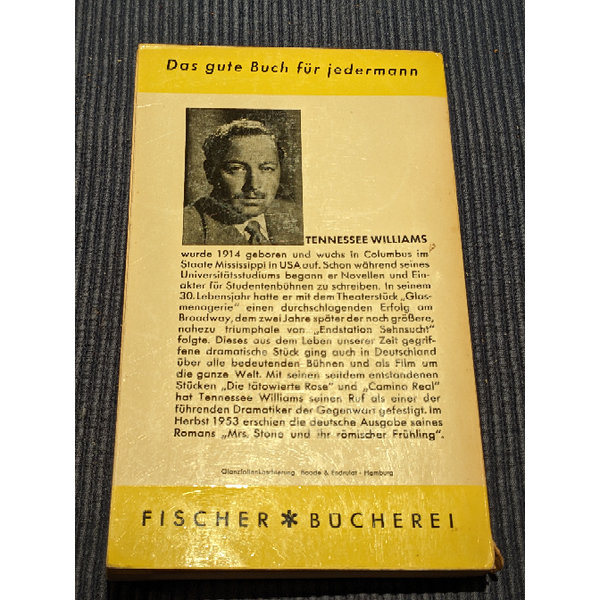 Das gute Buch für jedermann
TENNESSEE WILLIAMS
wurde 1914 geboren und wuchs in Columbus im
Staate Mississippi in USA auf. Schon während seines
Universitätsstudiums begann er Novellen und Ein-
akter für Studentenbühnen zu schreiben. In seinem
30. Lebensjahr hatte er mit dem Theaterstück „Glas-
menagerie" einen durchschlagenden Erfolg am
Broadway, dem zwei Jahre später der noch größere,
nahezu triumphale von „Endstation Sehnsucht"
folgte. Dieses aus dem Leben unserer Zeit gegrif-
fene dramatische Stück ging auch in Deutschland
über alle bedeutenden Bühnen und als Film um
die ganze Welt. Mit seinen seitdem entstandenen
Stücken „Die tätowierte Rose" und „Camino Real"
hat Tennessee Williams seinen Ruf als einer der
führenden Dramatiker der Gegenwart gefestigt. Im
Herbst 1953 erschien die deutsche Ausgabe seines
Romans „Mrs. Stone und ihr römischer Frühling".
Glanzfolienkaschierung, Haade & Endrulat - Hamburg
FISCHER * BÜCHEREI